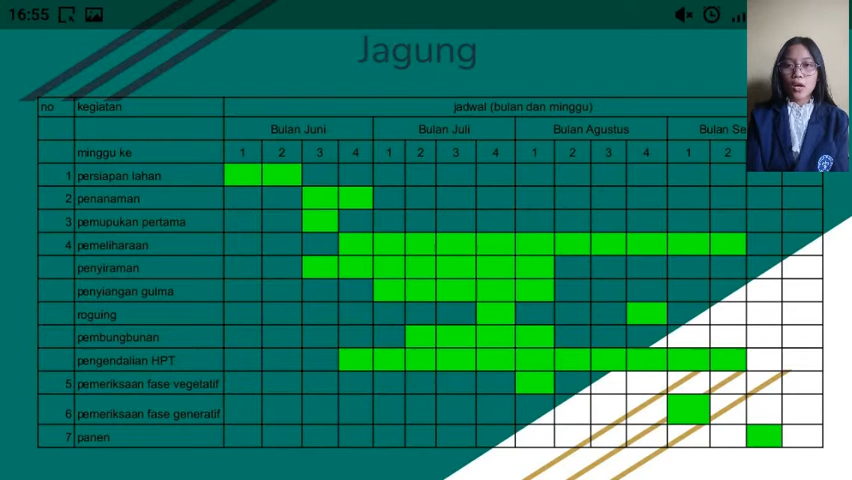 16:55
Jagung
no kegiatan jadwal (bulan dan minggu)
Bulan Juni Bulan Juli Bulan Agustus Bulan Se
minggu ke 1 2 3 4 1 2 3 4 1 2 3 4 1 2
1 persiapan lahan
2 penanaman
3 pemupukan pertama
4 pemeliharaan
penyiraman
penyiangan gulma
roguing
pembungbunan
pengendalian HPT
5 pemeriksaan fase vegetatif
6 pemeriksaan fase generatif
7 panen